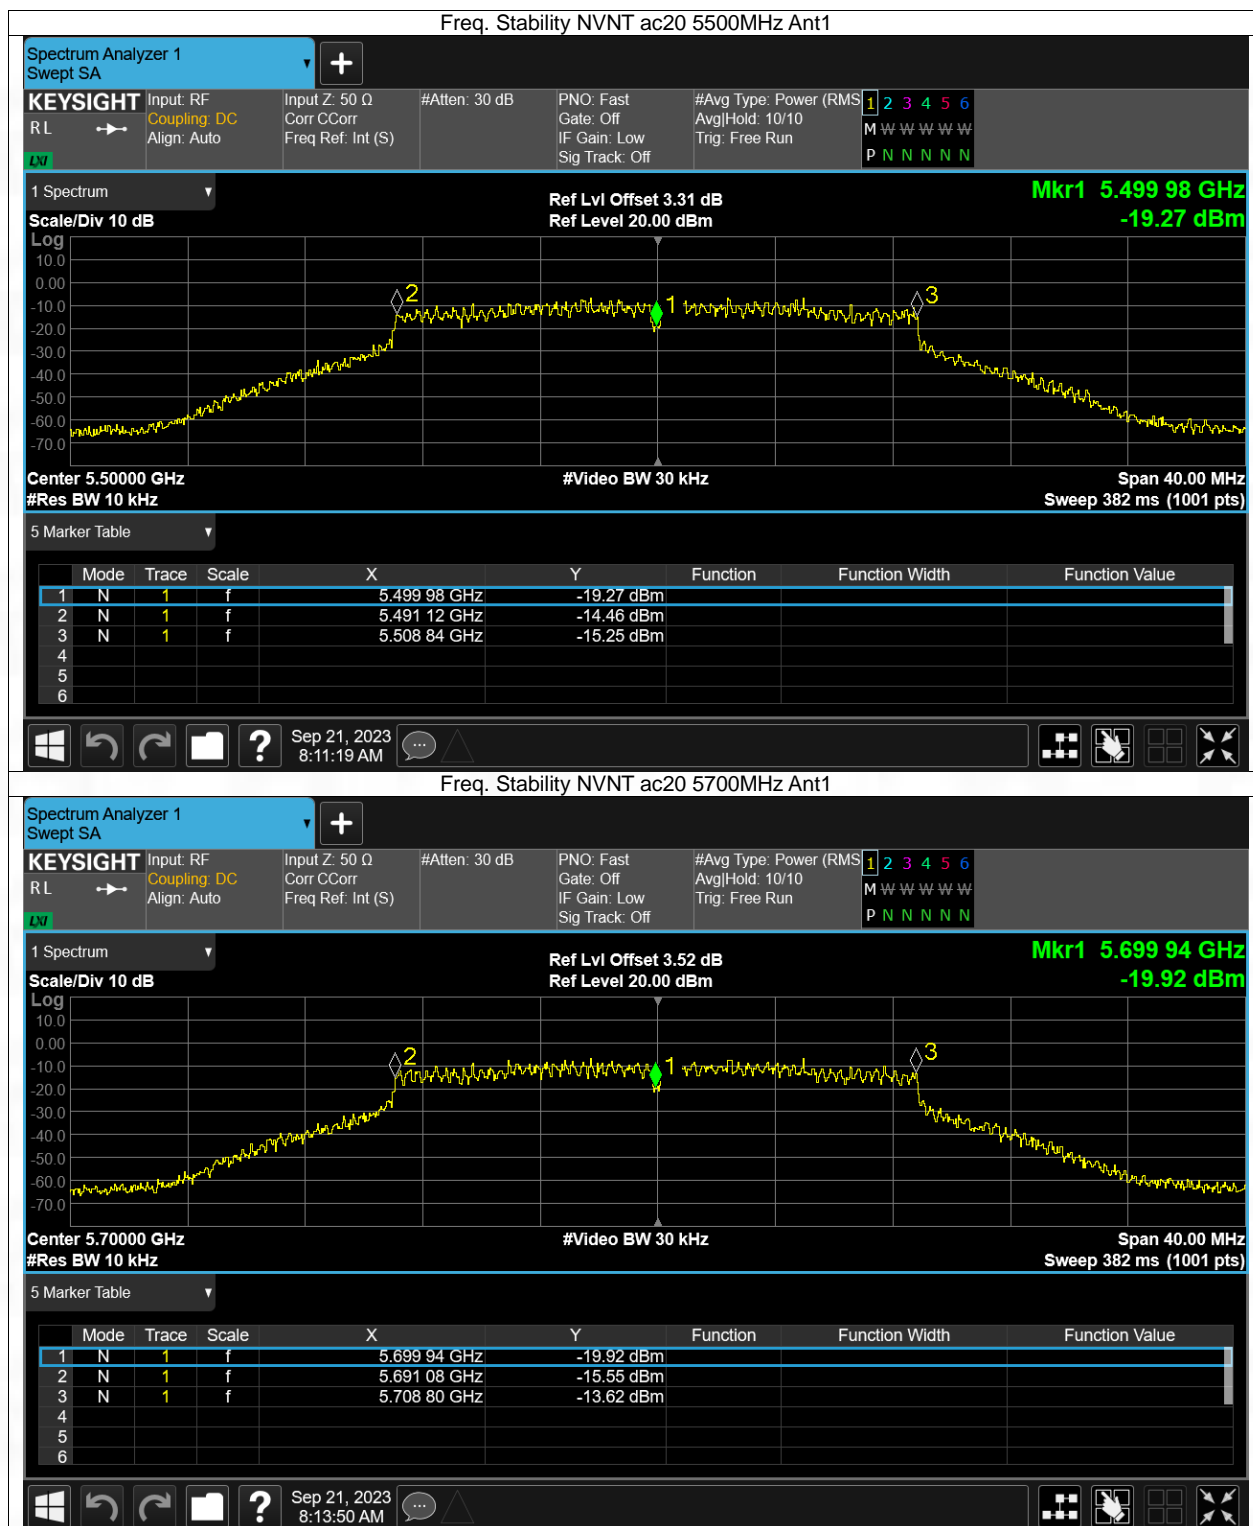 Freq. Stability NVNT ac20 5500MHz Ant1
Spectrum Analyzer 1
Swept SA
KEYSIGHT
R L
LXI
Input: RF
Coupling: DC
Align: Auto
Input Z: 50 Ω
Corr CCorr
Freq Ref: Int (S)
#Atten: 30 dB
PNO: Fast
Gate: Off
IF Gain: Low
Sig Track: Off
#Avg Type: Power (RMS
Avg|Hold: 10/10
Trig: Free Run
1 2 3 4 5 6
M W W W W W
P N N N N N
1 Spectrum
Ref Lvl Offset 3.31 dB
Mkr1 5.499 98 GHz
Scale/Div 10 dB
Ref Level 20.00 dBm
-19.27 dBm
Log
10.0
0.00
-10.0
-20.0
-30.0
-40.0
-50.0
-60.0
-70.0
2
1
3
Center 5.50000 GHz
#Video BW 30 kHz
Span 40.00 MHz
#Res BW 10 kHz
Sweep 382 ms (1001 pts)
5 Marker Table
Mode Trace Scale X Y Function Function Width Function Value
1 N 1 f 5.499 98 GHz -19.27 dBm
2 N 1 f 5.491 12 GHz -14.46 dBm
3 N 1 f 5.508 84 GHz -15.25 dBm
4
5
6
?
Sep 21, 2023
8:11:19 AM
Freq. Stability NVNT ac20 5700MHz Ant1
Spectrum Analyzer 1
Swept SA
KEYSIGHT
R L
LXI
Input: RF
Coupling: DC
Align: Auto
Input Z: 50 Ω
Corr CCorr
Freq Ref: Int (S)
#Atten: 30 dB
PNO: Fast
Gate: Off
IF Gain: Low
Sig Track: Off
#Avg Type: Power (RMS
Avg|Hold: 10/10
Trig: Free Run
1 2 3 4 5 6
M W W W W W
P N N N N N
1 Spectrum
Ref Lvl Offset 3.52 dB
Mkr1 5.699 94 GHz
Scale/Div 10 dB
Ref Level 20.00 dBm
-19.92 dBm
Log
10.0
0.00
-10.0
-20.0
-30.0
-40.0
-50.0
-60.0
-70.0
2
1
3
Center 5.70000 GHz
#Video BW 30 kHz
Span 40.00 MHz
#Res BW 10 kHz
Sweep 382 ms (1001 pts)
5 Marker Table
Mode Trace Scale X Y Function Function Width Function Value
1 N 1 f 5.699 94 GHz -19.92 dBm
2 N 1 f 5.691 08 GHz -15.55 dBm
3 N 1 f 5.708 80 GHz -13.62 dBm
4
5
6
?
Sep 21, 2023
8:13:50 AM